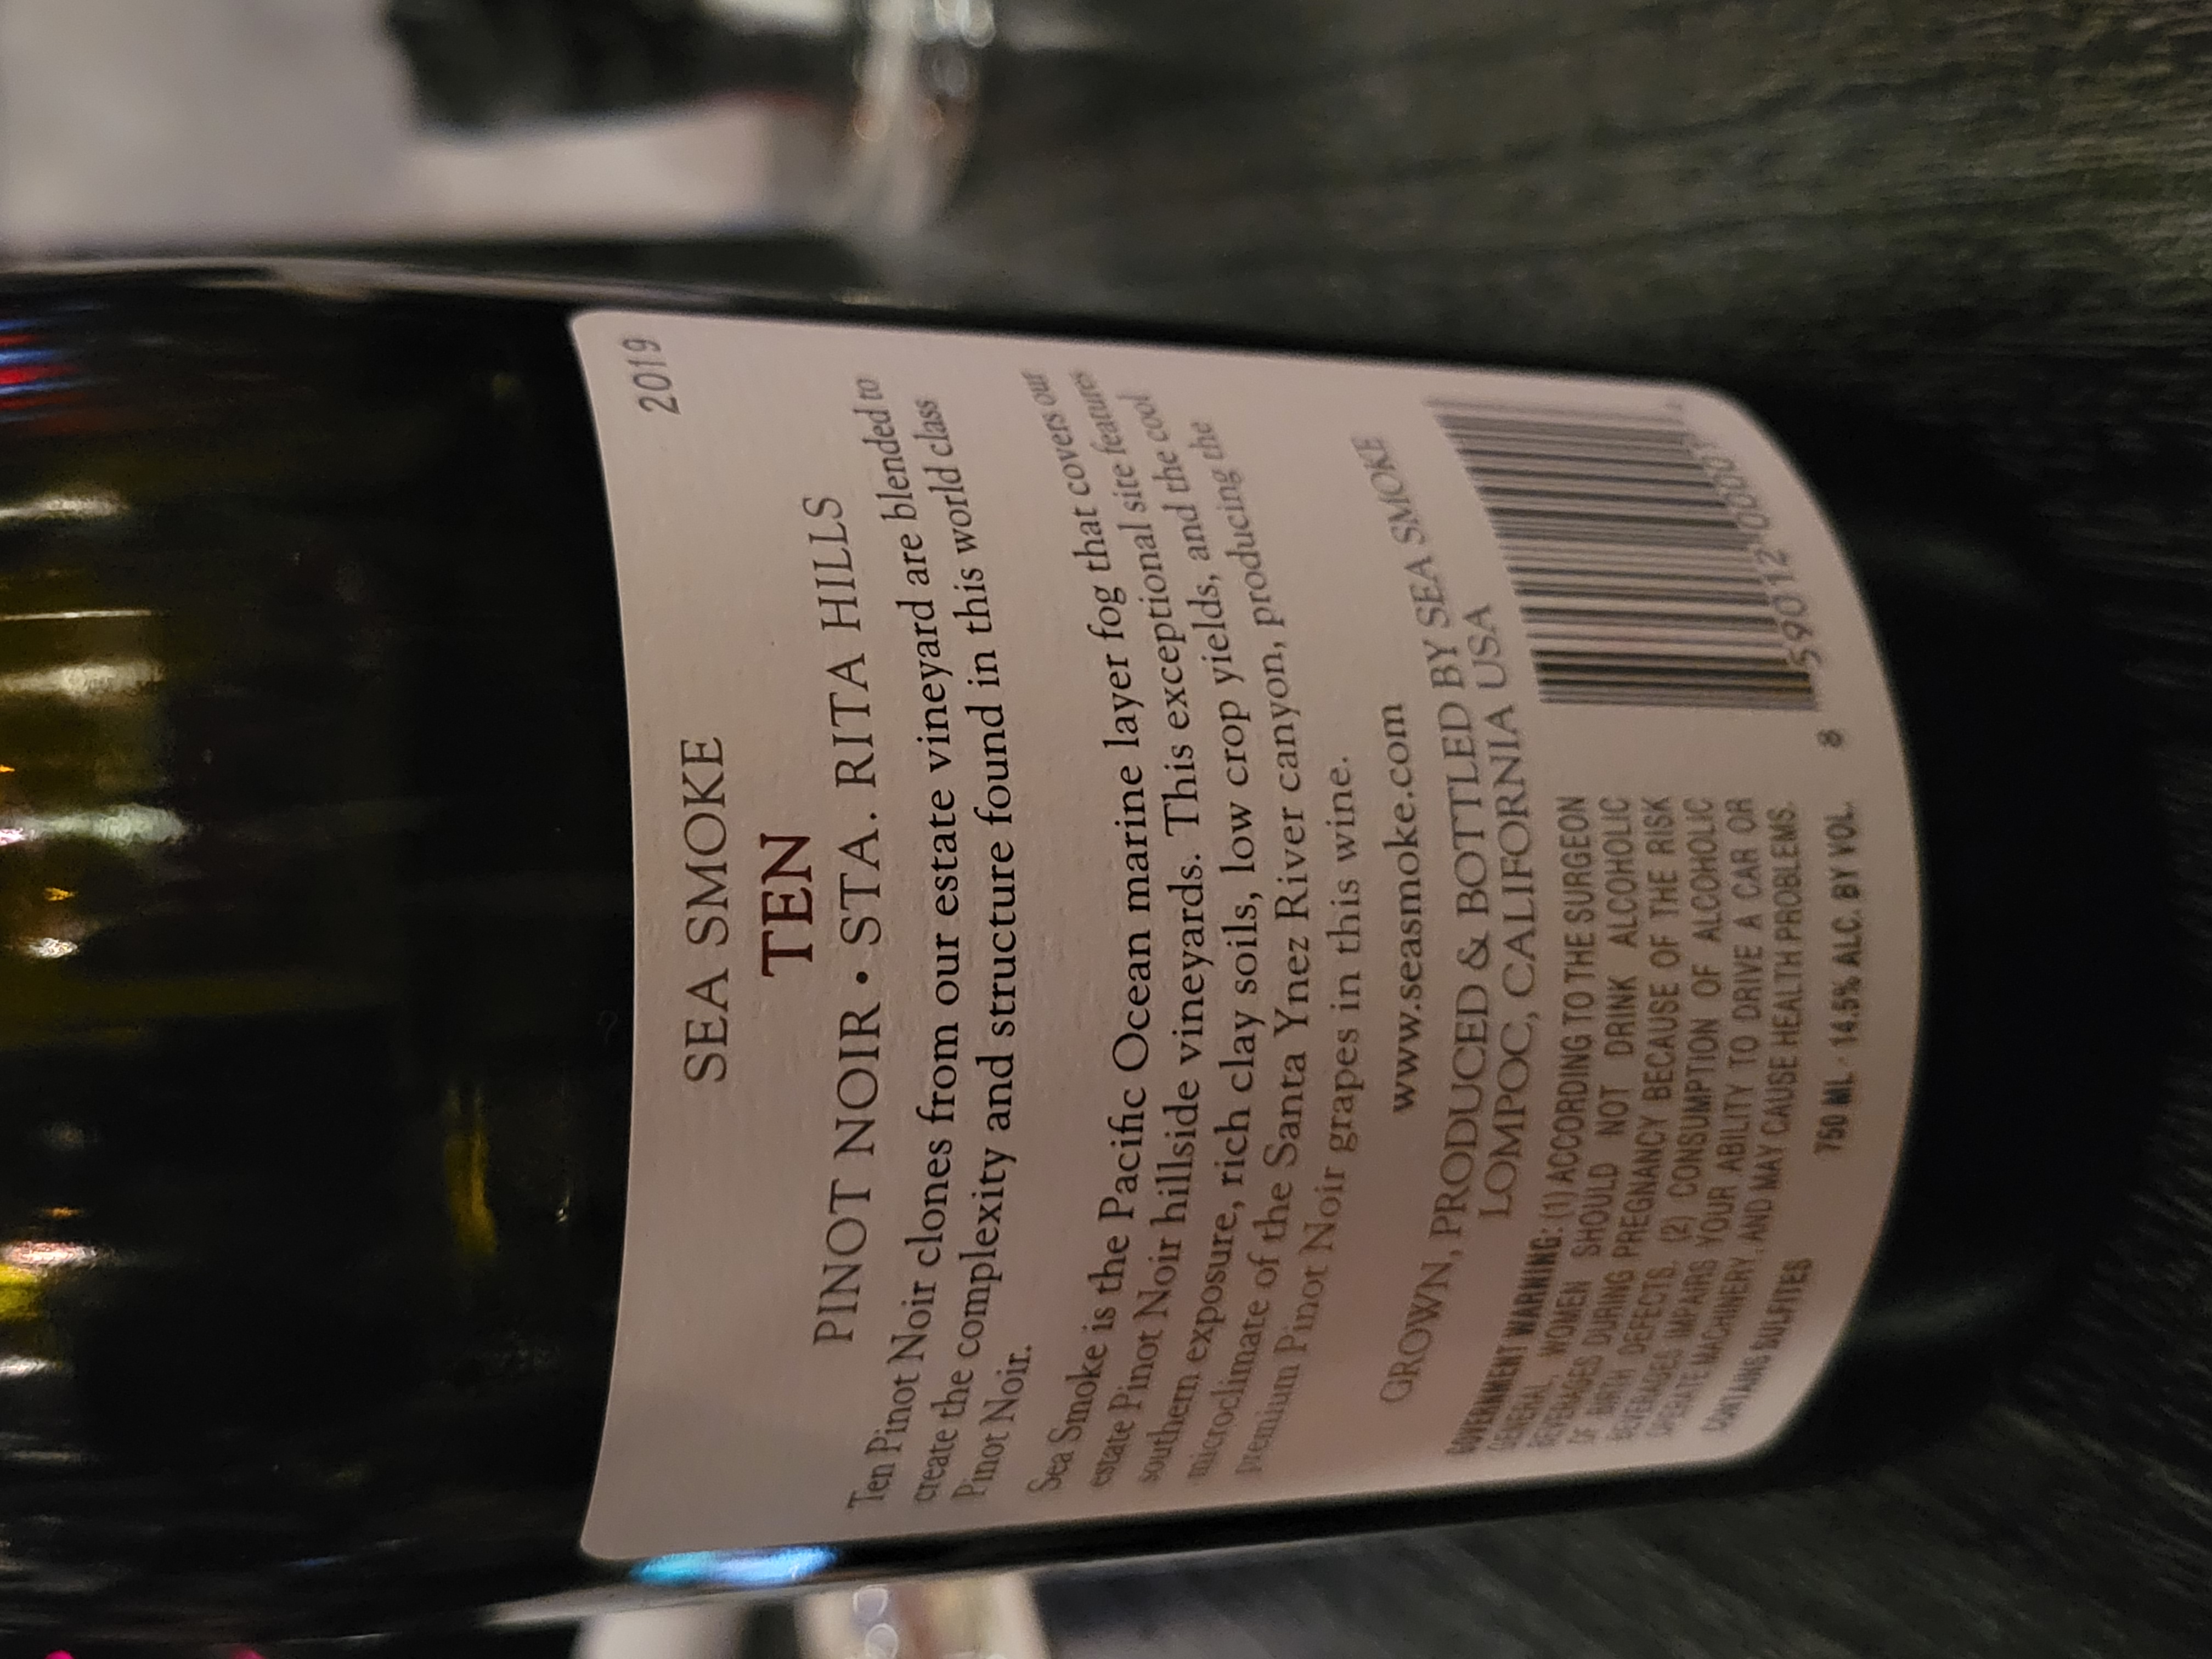 2019
SEA SMOKE
TEN
PINOT NOIR • STA. RITA HILLS
Ten Pinot Noir clones from our estate vineyard are blended to
create the complexity and structure found in this world class
Pinot Noir.
Sea Smoke is the Pacific Ocean marine layer fog that covers our
estate Pinot Noir hillside vineyards. This exceptional site features
southern exposure, rich clay soils, low crop yields, and the cool
microclimate of the Santa Ynez River canyon, producing the
premium Pinot Noir grapes in this wine.
www.seasmoke.com
GROWN, PRODUCED & BOTTLED BY SEA SMOKE
LOMPOC, CALIFORNIA USA
GOVERNMENT WARNING: (1) ACCORDING TO THE SURGEON
GENERAL, WOMEN SHOULD NOT DRINK ALCOHOLIC
BEVERAGES DURING PREGNANCY BECAUSE OF THE RISK
OF BIRTH DEFECTS. (2) CONSUMPTION OF ALCOHOLIC
BEVERAGES IMPAIRS YOUR ABILITY TO DRIVE A CAR OR
OPERATE MACHINERY, AND MAY CAUSE HEALTH PROBLEMS.
CONTAINS SULFITES
750 ML · 14.5% ALC. BY VOL.
8 59012